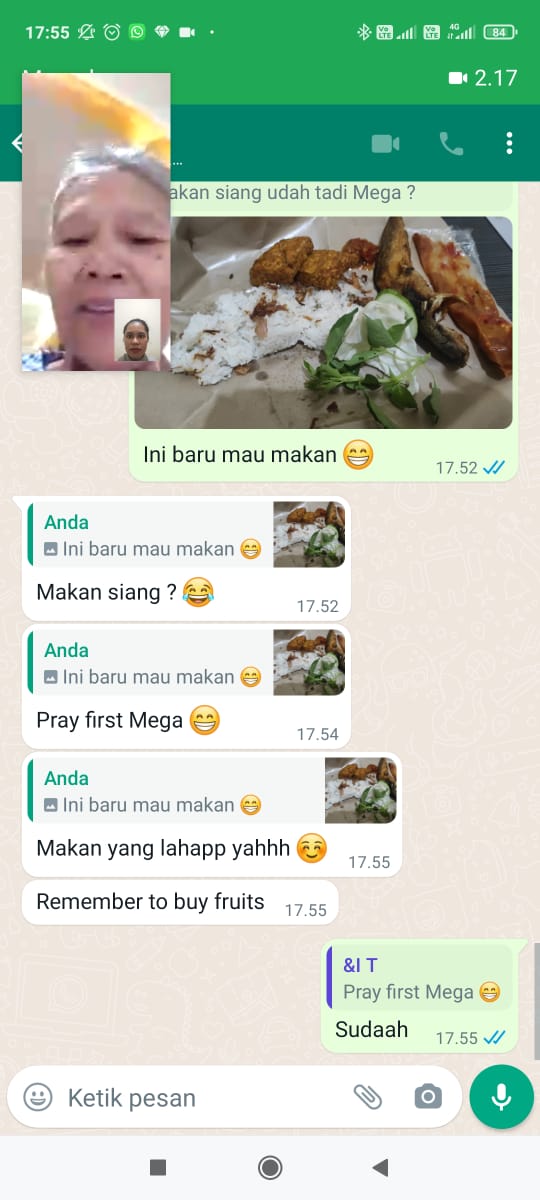 17:55
VoLTE
VoLTE
4G
84
2.17
...
akan siang udah tadi Mega ?
Ini baru mau makan 😁
17.52
Anda
Ini baru mau makan 😁
Makan siang ? 😂
17.52
Anda
Ini baru mau makan 😁
Pray first Mega 😁
17.54
Anda
Ini baru mau makan 😁
Makan yang lahapp yahhh ☺️
17.55
Remember to buy fruits
17.55
&I T
Pray first Mega 😁
Sudaah
17.55
Ketik pesan